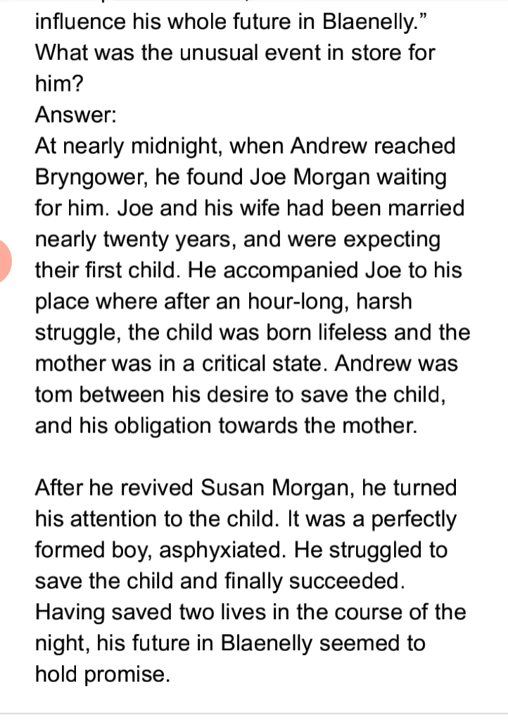 influence his whole future in Blaenelly.”
What was the unusual event in store for
him?
Answer:
At nearly midnight, when Andrew reached
Bryngower, he found Joe Morgan waiting
for him. Joe and his wife had been married
nearly twenty years, and were expecting
their first child. He accompanied Joe to his
place where after an hour-long, harsh
struggle, the child was born lifeless and the
mother was in a critical state. Andrew was
tom between his desire to save the child,
and his obligation towards the mother.
After he revived Susan Morgan, he turned
his attention to the child. It was a perfectly
formed boy, asphyxiated. He struggled to
save the child and finally succeeded.
Having saved two lives in the course of the
night, his future in Blaenelly seemed to
hold promise.